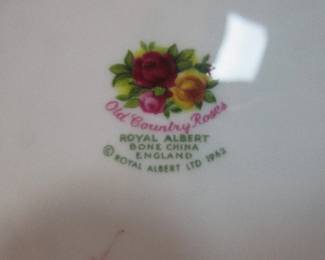 Old Country Roses
ROYAL ALBERT
BONE CHINA
ENGLAND
© ROYAL ALBERT LTD 1962